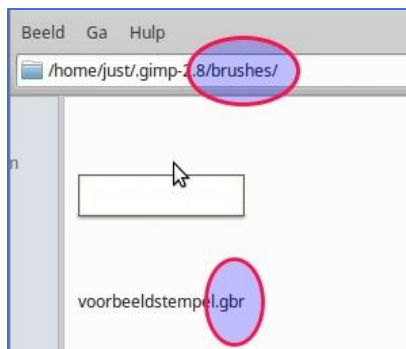 Beeld Ga Hulp
/home/just/.gimp-2.8/brushes/
n
voorbeeldstempel.gbr